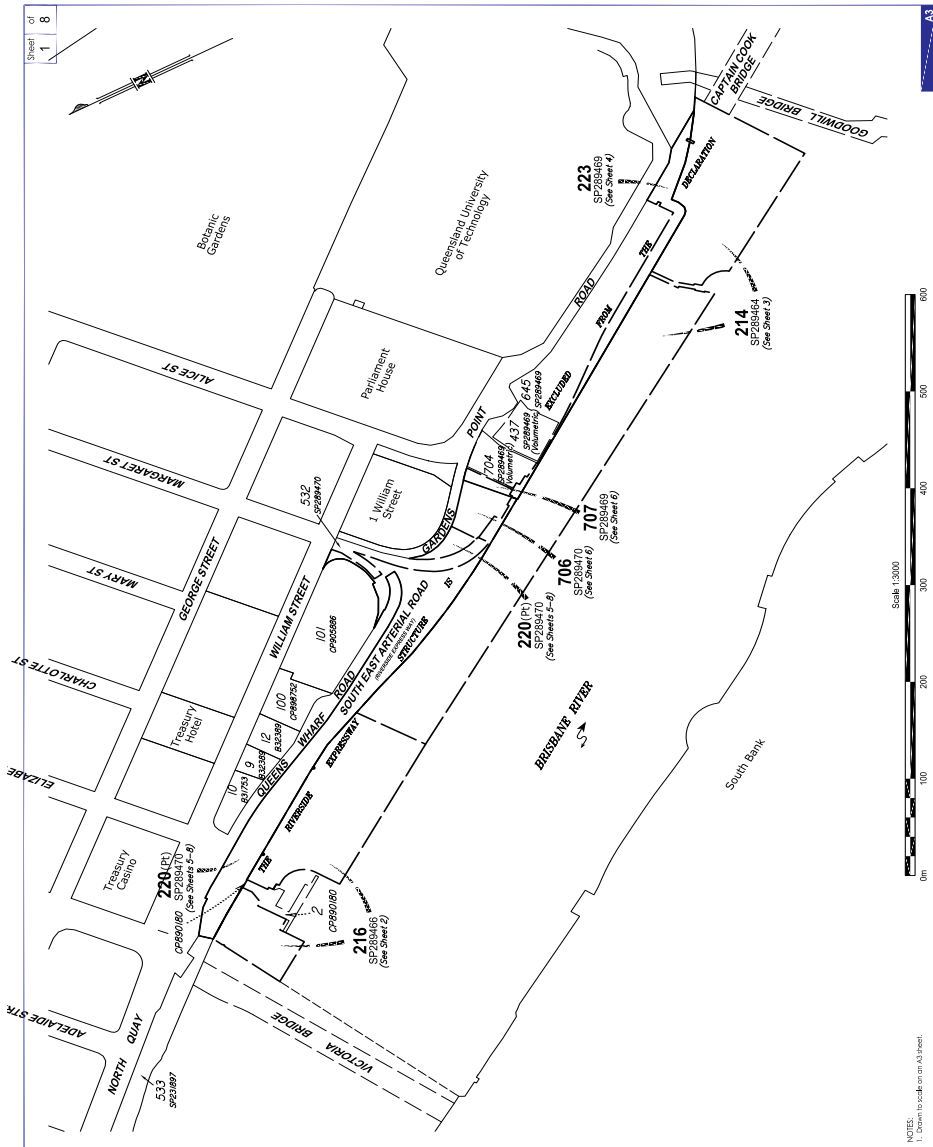 Sheet of
1 8
N
CAPTAIN COOK
BRIDGE
GOODWILL BRIDGE
Botanic
Gardens
Queensland University
of Technology
223
SP289469
(See Sheet 4)
DECLARATION
THE
FROM
EXCLUDED
IS
STRUCTURE
EXPRESSWAY
RIVERSIDE
THE
ROAD
POINT
GARDENS
ALICE ST
Parliament
House
MARGARET ST
645
SP289469
437
SP289469
(Volumetric)
704
SP289469
(Volumetric)
214
SP289464
(See Sheet 3)
532
SP289470
1 William
Street
MARY ST
GEORGE STREET
WILLIAM STREET
707
SP289469
(See Sheet 6)
706
SP289470
(See Sheet 6)
220 (Pt)
SP289470
(See Sheets 5-8)
101
CP905886
SOUTH EAST ARTERIAL ROAD
(RIVERSIDE EXPRESS WAY)
CHARLOTTE ST
Treasury
Hotel
100
CP898752
12
B32389
9
B32389
10
B31753
QUEENS WHARF ROAD
BRISBANE RIVER
South Bank
ELIZABE
Treasury
Casino
220 (Pt)
SP289470
(See Sheets 5-8)
1
CP890180
2
CP890180
216
SP289466
(See Sheet 2)
ADELAIDE STR
NORTH QUAY
VICTORIA BRIDGE
533
SP231897
0m 100 200 300 400 500 600
Scale 1:3000
NOTES:
1. Drawn to scale on an A3 sheet.
A3